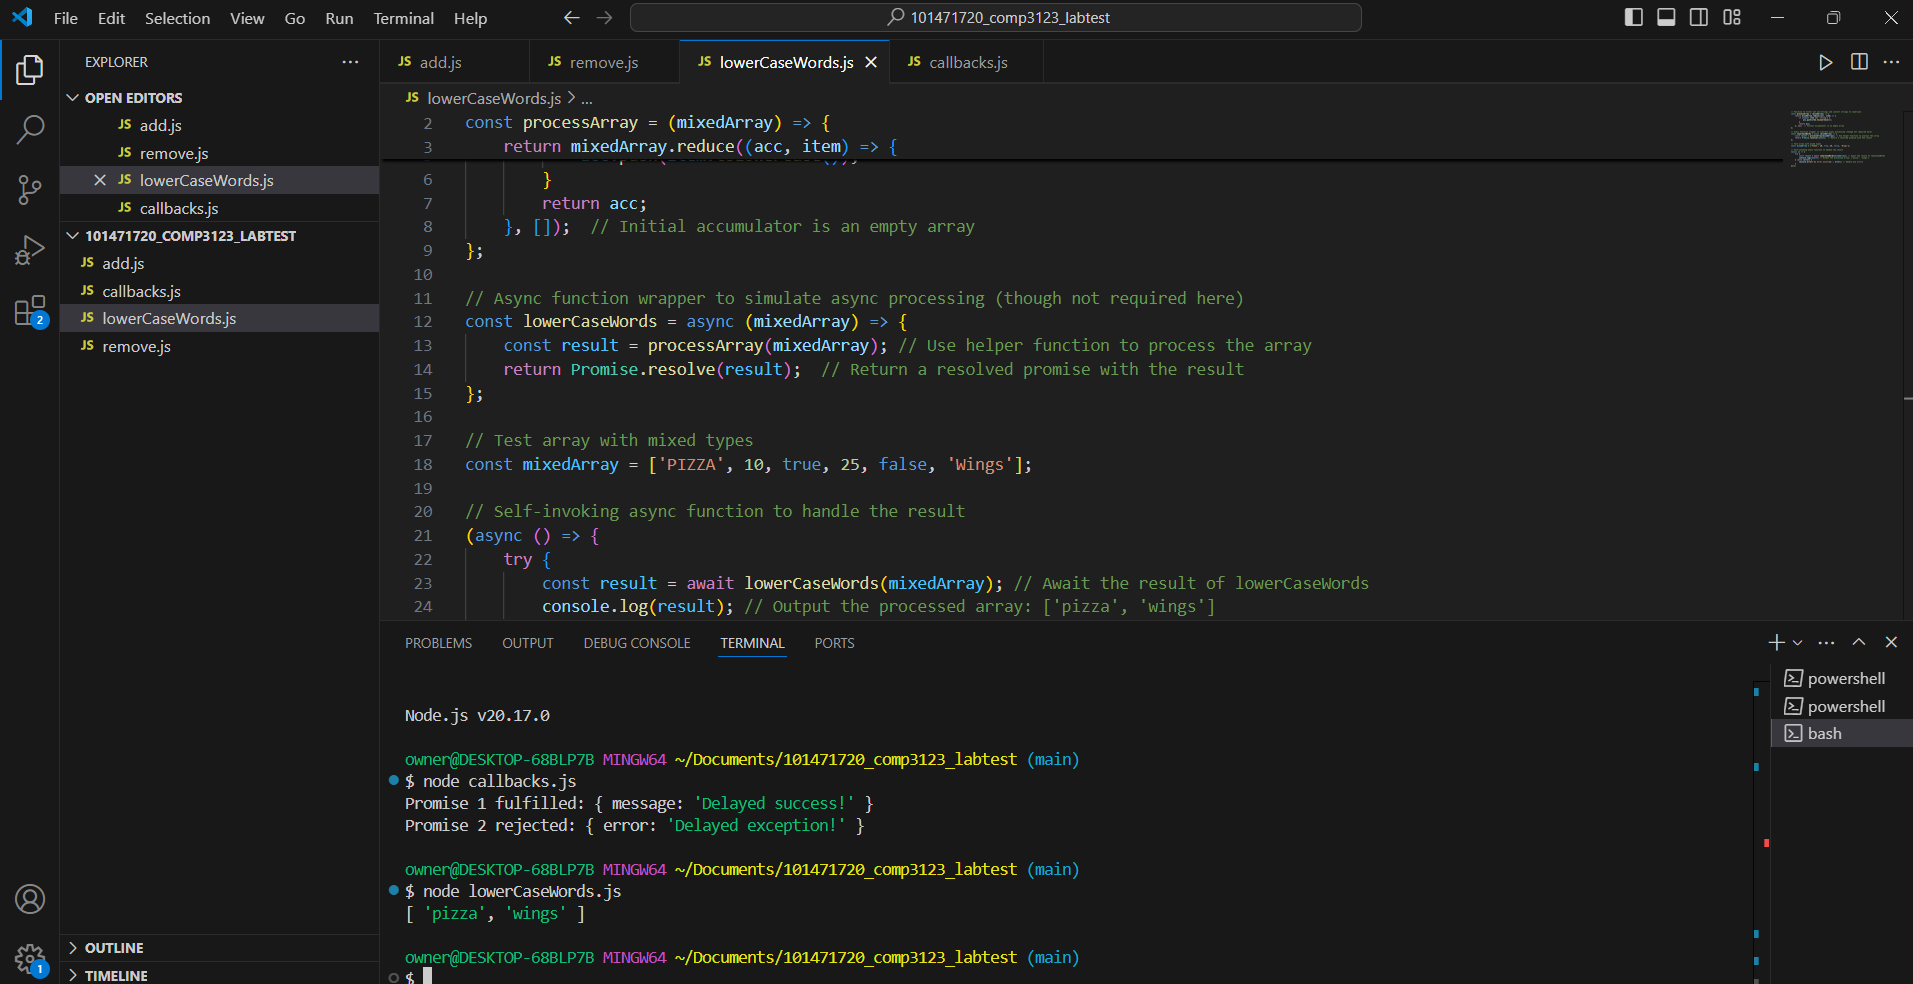 File Edit Selection View Go Run Terminal Help
101471720_comp3123_labtest
EXPLORER
OPEN EDITORS
JS add.js
JS remove.js
JS lowerCaseWords.js
JS callbacks.js
101471720_COMP3123_LABTEST
JS add.js
JS callbacks.js
JS lowerCaseWords.js
JS remove.js
OUTLINE
TIMELINE
2
1
JS add.js JS remove.js JS lowerCaseWords.js JS callbacks.js
JS lowerCaseWords.js > ...
2 const processArray = (mixedArray) => {
3 return mixedArray.reduce((acc, item) => {
6 }
7 return acc;
8 }, []);  // Initial accumulator is an empty array
9 };
10
11 // Async function wrapper to simulate async processing (though not required here)
12 const lowerCaseWords = async (mixedArray) => {
13 const result = processArray(mixedArray); // Use helper function to process the array
14 return Promise.resolve(result);  // Return a resolved promise with the result
15 };
16
17 // Test array with mixed types
18 const mixedArray = ['PIZZA', 10, true, 25, false, 'Wings'];
19
20 // Self-invoking async function to handle the result
21 (async () => {
22 try {
23 const result = await lowerCaseWords(mixedArray); // Await the result of lowerCaseWords
24 console.log(result); // Output the processed array: ['pizza', 'wings']
PROBLEMS OUTPUT DEBUG CONSOLE TERMINAL PORTS
Node.js v20.17.0
owner@DESKTOP-68BLP7B MINGW64 ~/Documents/101471720_comp3123_labtest (main)
$ node callbacks.js
Promise 1 fulfilled: { message: 'Delayed success!' }
Promise 2 rejected: { error: 'Delayed exception!' }
owner@DESKTOP-68BLP7B MINGW64 ~/Documents/101471720_comp3123_labtest (main)
$ node lowerCaseWords.js
[ 'pizza', 'wings' ]
owner@DESKTOP-68BLP7B MINGW64 ~/Documents/101471720_comp3123_labtest (main)
$
powershell
powershell
bash